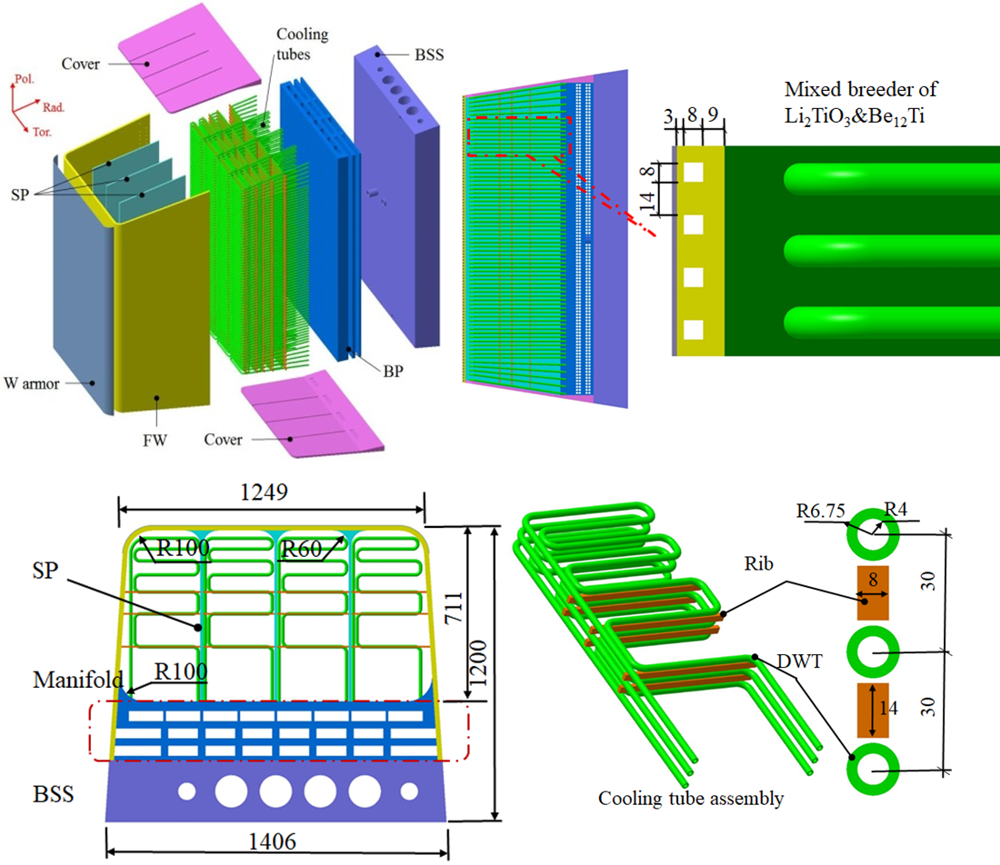 Cover
Cooling
tubes
BSS
Pol.
Rad.
Tor.
SP
W armor
FW
Cover
BP
Mixed breeder of
Li₂TiO₃&Be₁₂Ti
3 8 9
8
14
1249
R100
R60
SP
711
1200
Manifold
R100
BSS
1406
Rib
DWT
Cooling tube assembly
R6.75
R4
8
30
14
30